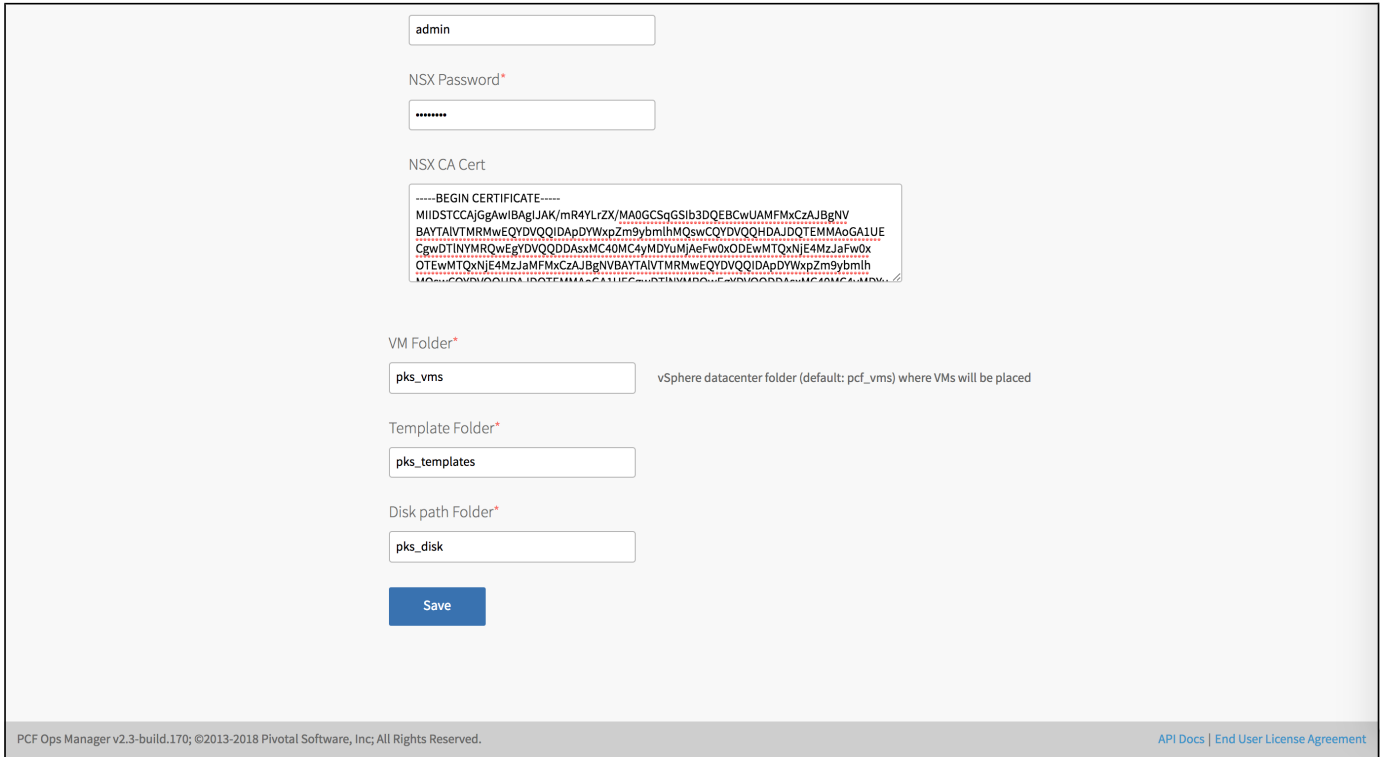 admin
NSX Password*
••••••••
NSX CA Cert
-----BEGIN CERTIFICATE-----
MIIDSTCCAjGgAwIBAgIJAK/mR4YLrZX/MA0GCSqGSIb3DQEBCwUAMFMxCzAJBgNV
BAYTAlVTMRMwEQYDVQQIDApDYWxpZm9ybmlhMQswCQYDVQQHDAJDQTEMMAoGA1UE
CgwDTlNYMRQwEgYDVQQDDAsxMC40MC4yMDYuMjAeFw0xODEwMTQxNjE4MzJaFw0x
OTEwMTQxNjE4MzJaMFMxCzAJBgNVBAYTAlVTMRMwEQYDVQQIDApDYWxpZm9ybmlh
MQswCQYDVQQHDAJDQTEMMAoGA1UECgwDTlNYMRQwEgYDVQQDDAsxMC40MC4yMDYu
VM Folder*
pks_vms
vSphere datacenter folder (default: pcf_vms) where VMs will be placed
Template Folder*
pks_templates
Disk path Folder*
pks_disk
Save
PCF Ops Manager v2.3-build.170; ©2013-2018 Pivotal Software, Inc; All Rights Reserved.
API Docs | End User License Agreement